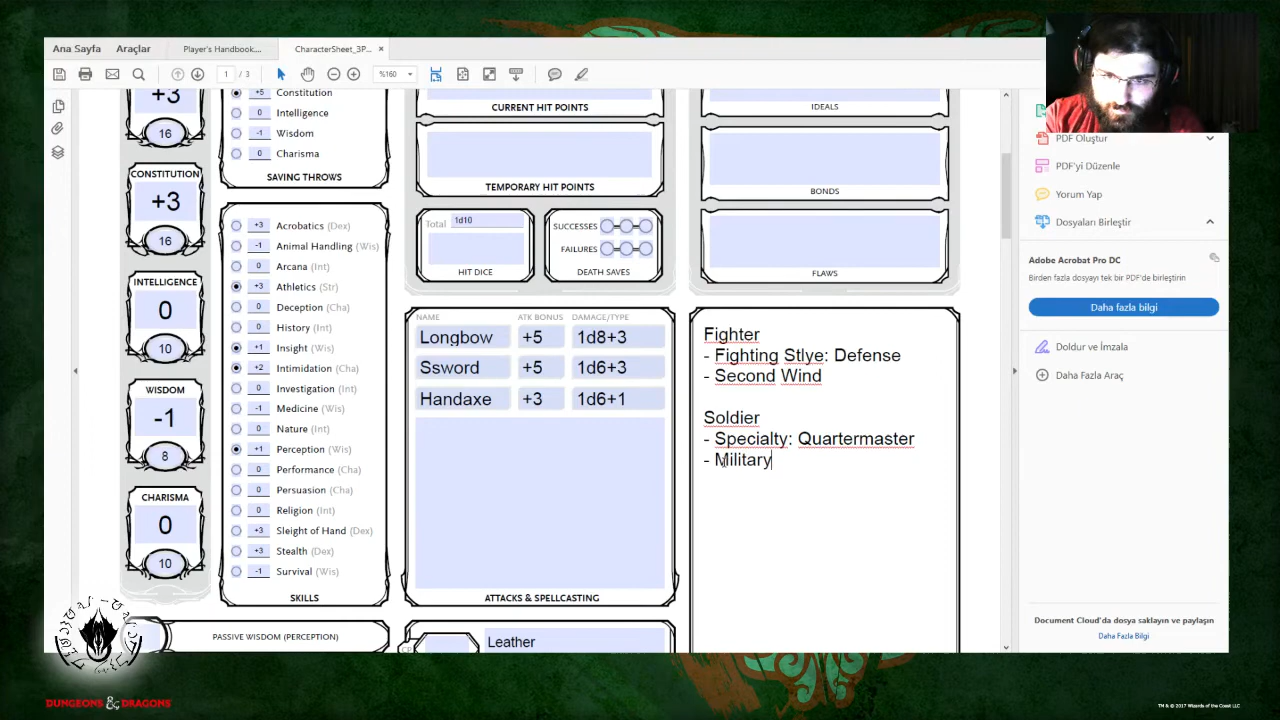 Ana Sayfa Araçlar Player's Handbook.... CharacterSheet_3P... ×
1 / 3 %160
+3
16
CONSTITUTION
+3
16
INTELLIGENCE
0
10
WISDOM
-1
8
CHARISMA
0
10
+5 Constitution
0 Intelligence
-1 Wisdom
0 Charisma
SAVING THROWS
+3 Acrobatics (Dex)
-1 Animal Handling (Wis)
0 Arcana (Int)
+3 Athletics (Str)
0 Deception (Cha)
0 History (Int)
+1 Insight (Wis)
+2 Intimidation (Cha)
0 Investigation (Int)
-1 Medicine (Wis)
0 Nature (Int)
+1 Perception (Wis)
0 Performance (Cha)
0 Persuasion (Cha)
0 Religion (Int)
+3 Sleight of Hand (Dex)
+3 Stealth (Dex)
-1 Survival (Wis)
SKILLS
PASSIVE WISDOM (PERCEPTION)
CURRENT HIT POINTS
TEMPORARY HIT POINTS
Total 1d10
HIT DICE
SUCCESSES
FAILURES
DEATH SAVES
NAME ATK BONUS DAMAGE/TYPE
Longbow +5 1d8+3
Ssword +5 1d6+3
Handaxe +3 1d6+1
ATTACKS & SPELLCASTING
CP
Leather
IDEALS
BONDS
FLAWS
Fighter
- Fighting Stlye: Defense
- Second Wind
Soldier
- Specialty: Quartermaster
- Military
PDF Oluştur
PDF'yi Düzenle
Yorum Yap
Dosyaları Birleştir
Adobe Acrobat Pro DC
Birden fazla dosyayı tek bir PDF'de birleştirin
Daha fazla bilgi
Doldur ve İmzala
Daha Fazla Araç
Document Cloud'da dosya saklayın ve paylaşın
Daha Fazla Bilgi
DUNGEONS & DRAGONS
TM & © 2017 Wizards of the Coast LLC